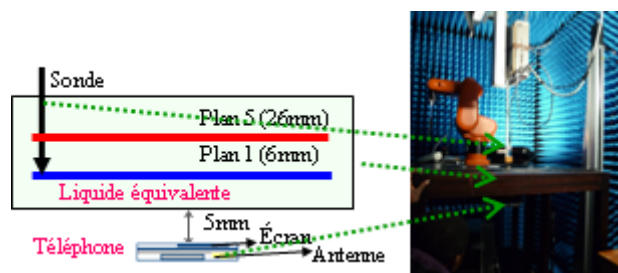 Sonde
Plan 5 (26mm)
Plan 1 (6mm)
Liquide équivalente
5mm
Écran
Téléphone
Antenne